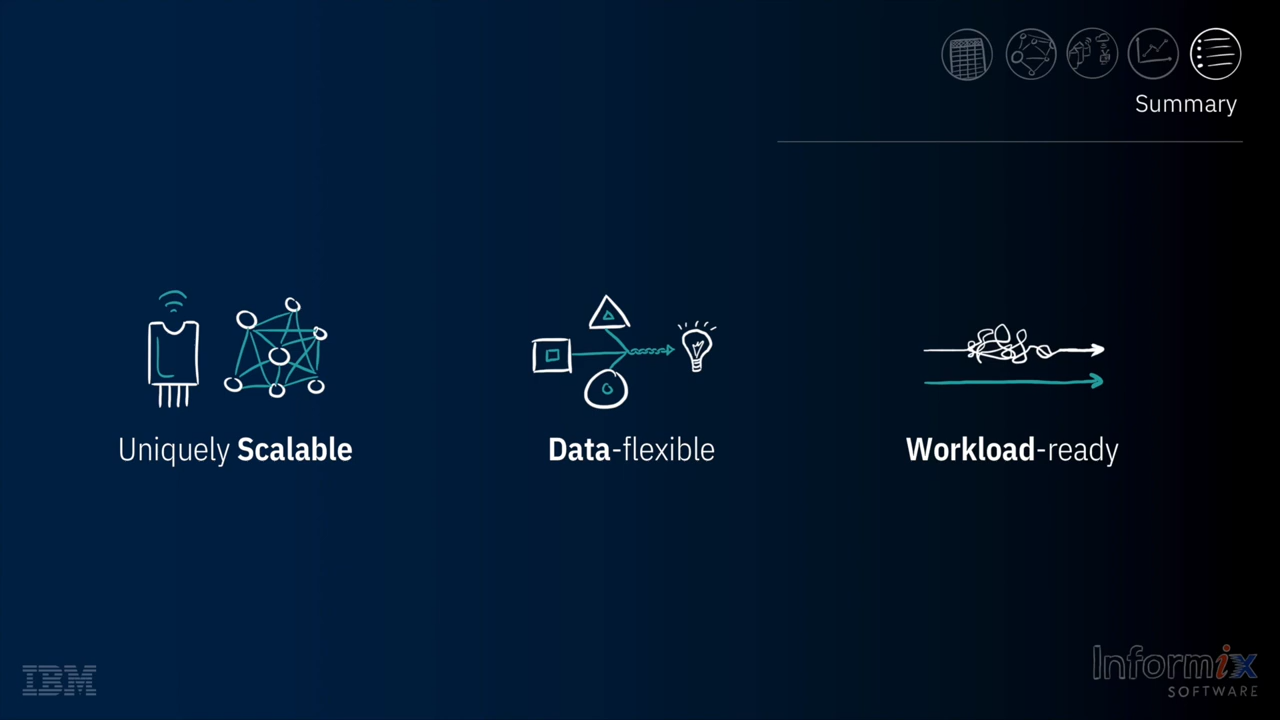 Summary
Uniquely Scalable
Data-flexible
Workload-ready
IBM
Informix
SOFTWARE